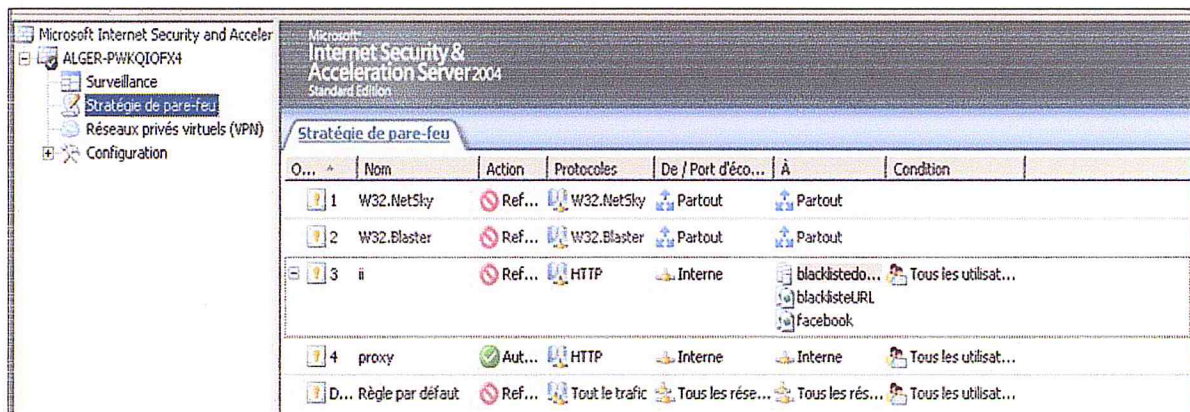 Microsoft Internet Security and Acceler
ALGER-PWKQIOFX4
Surveillance
Stratégie de pare-feu
Réseaux privés virtuels (VPN)
Configuration
Microsoft®
Internet Security &
Acceleration Server 2004
Standard Edition
Stratégie de pare-feu
O... Nom Action Protocoles De / Port d'éco... À Condition
1 W32.NetSky Ref... W32.NetSky Partout Partout
2 W32.Blaster Ref... W32.Blaster Partout Partout
3 ii Ref... HTTP Interne blacklistedo... Tous les utilisat...
blacklisteURL
facebook
4 proxy Aut... HTTP Interne Interne Tous les utilisat...
D... Règle par défaut Ref... Tout le trafic Tous les rése... Tous les rés... Tous les utilisat...